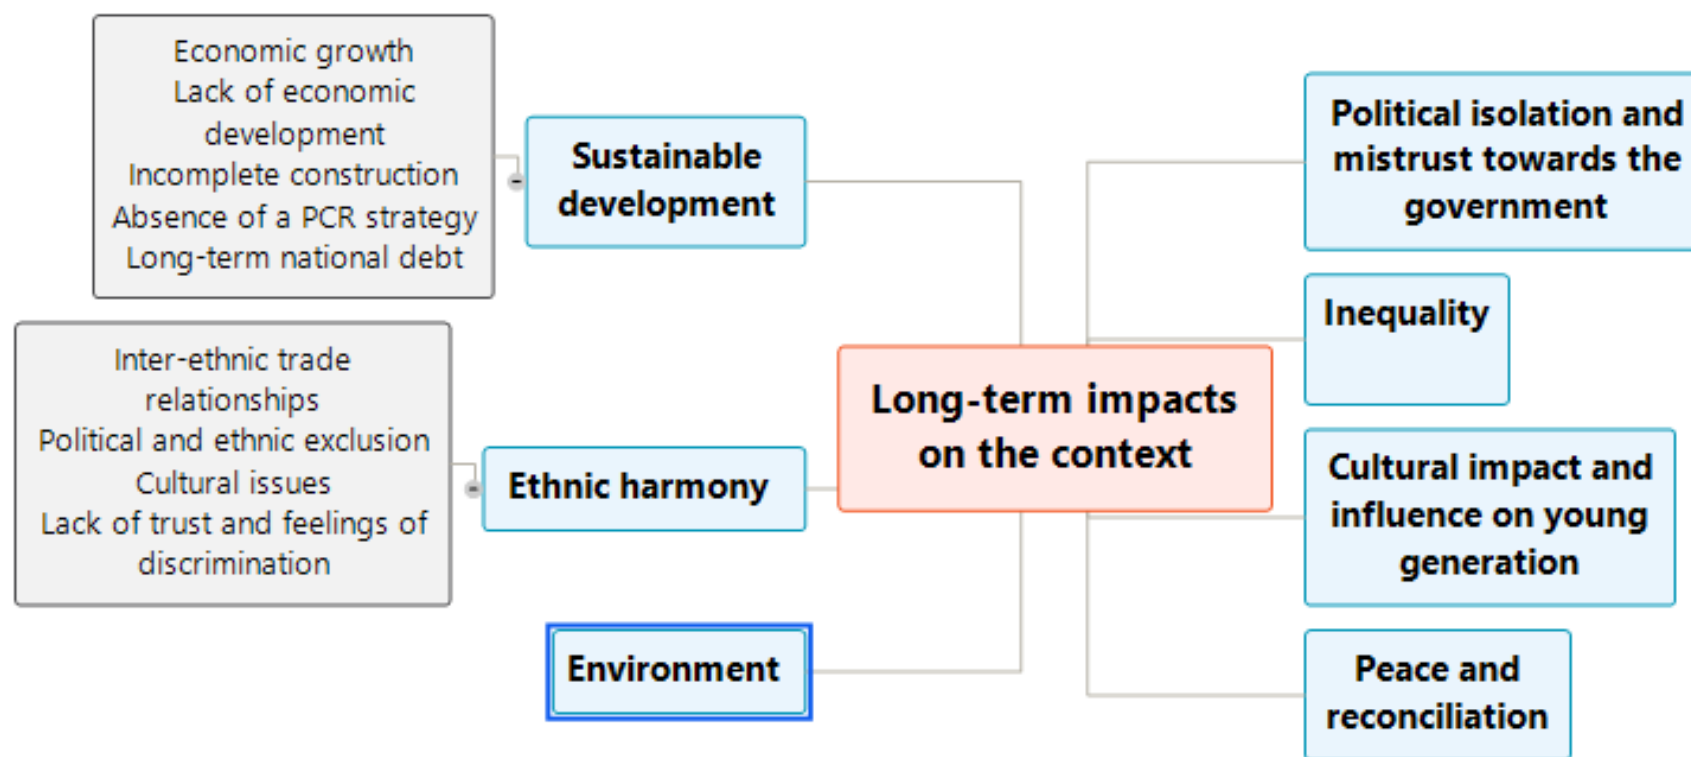 Economic growth
Lack of economic
development
Incomplete construction
Absence of a PCR strategy
Long-term national debt
Sustainable
development
Inter-ethnic trade
relationships
Political and ethnic exclusion
Cultural issues
Lack of trust and feelings of
discrimination
Ethnic harmony
Environment
Long-term impacts
on the context
Political isolation and
mistrust towards the
government
Inequality
Cultural impact and
influence on young
generation
Peace and
reconciliation